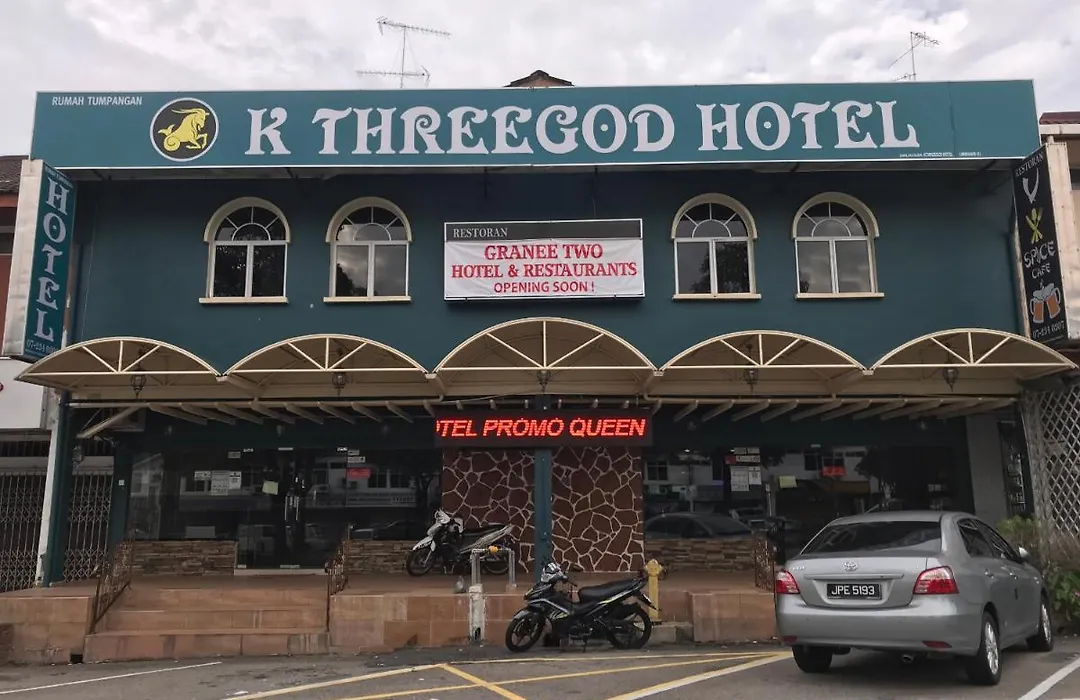 RUMAH TUMPANGAN
K THREEGOD HOTEL
HOTEL
RESTORAN
GRANEE TWO
HOTEL & RESTAURANTS
OPENING SOON!
RESTORAN
SPICE
CAFE
OTEL PROMO QUEEN
JPE 5193